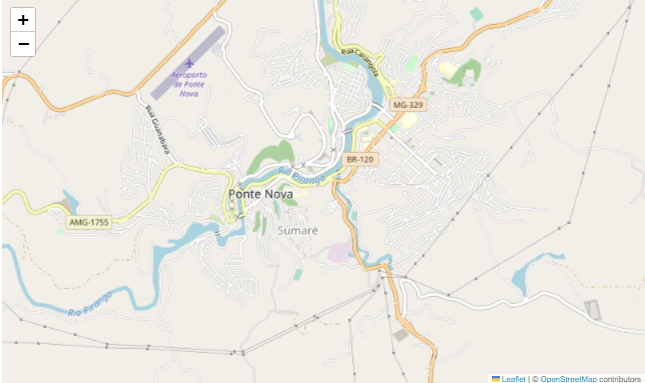 +
−
Rua Carangola
Aeroporto
de Ponte
Nova
MG-329
Rua Guanabara
BR-120
Rio Piranga
Ponte Nova
AMG-1755
Sumaré
Rio Piranga
Leaflet | © OpenStreetMap contributors